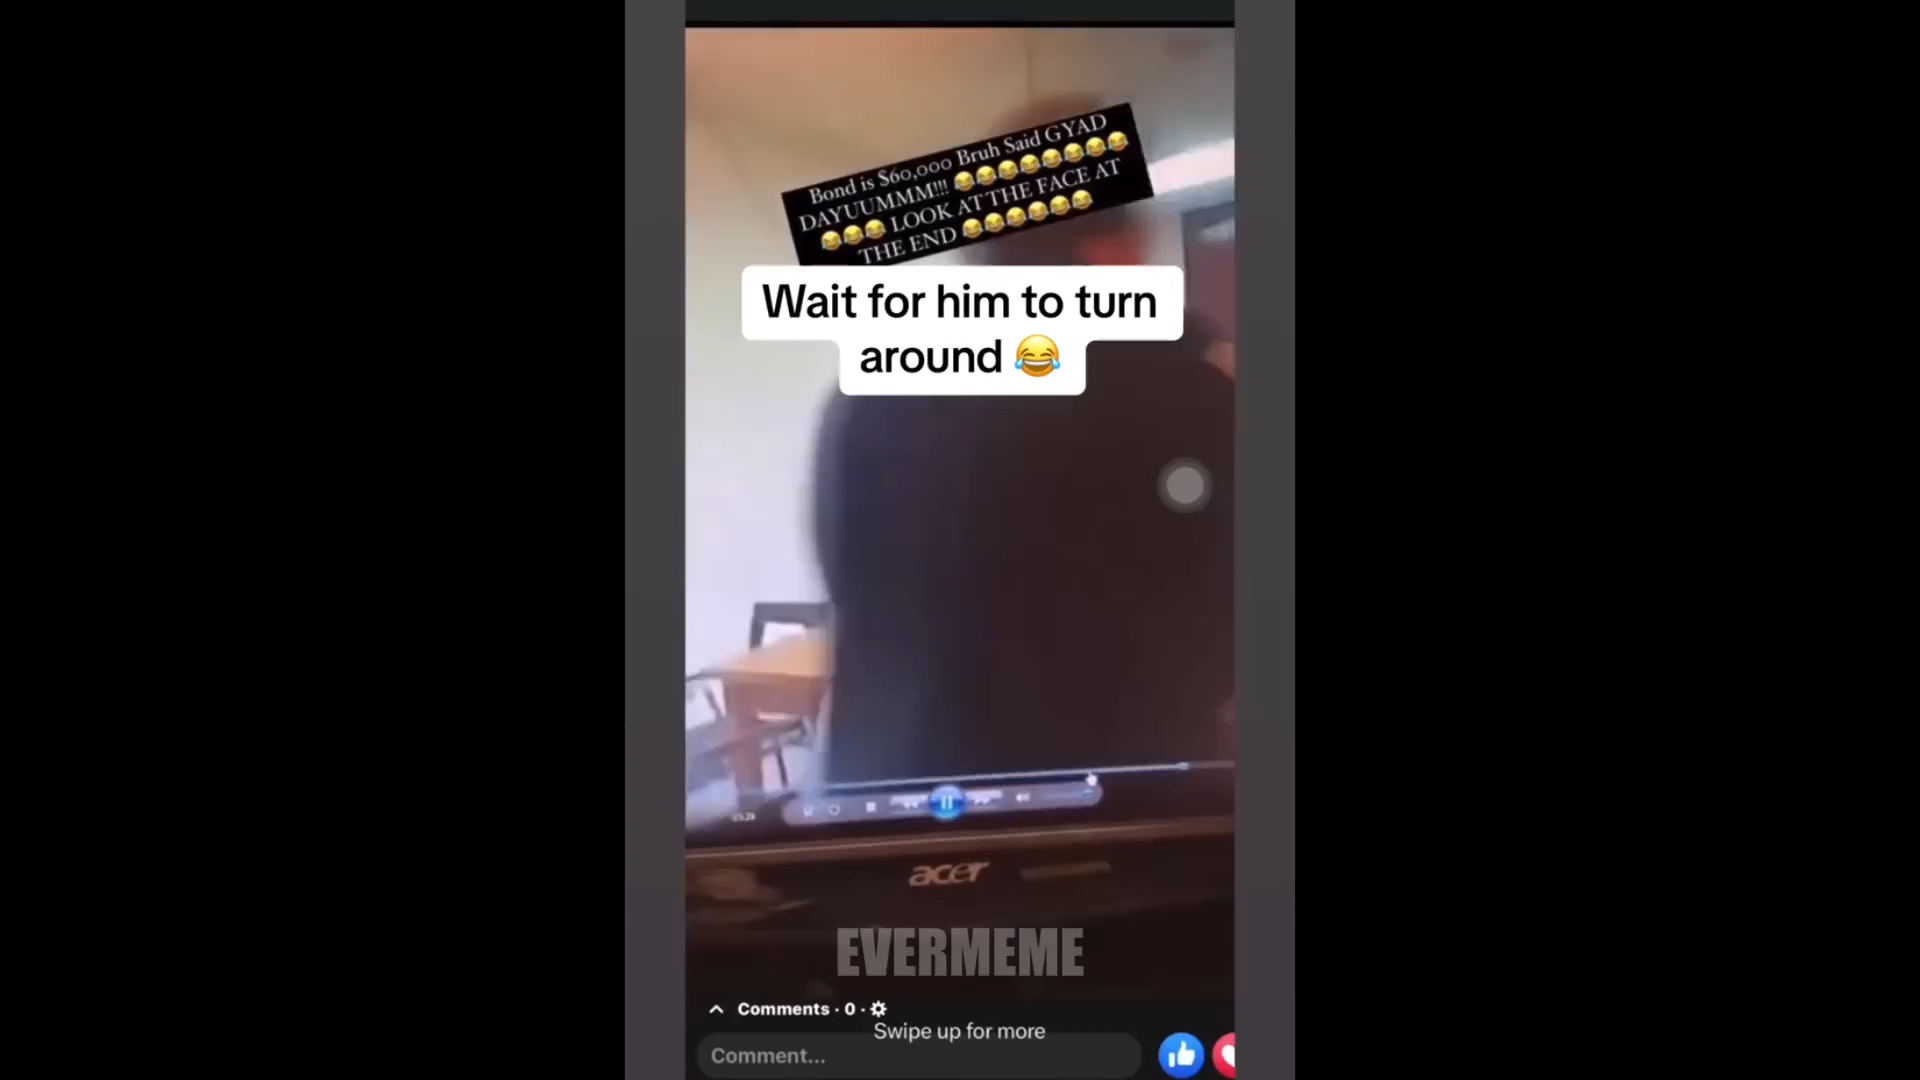 Bond is $60,000 Bruh Said GYAD
DAYUUMMM!!! 😂😂😂😂😂😂😂😂
😂😂😂 LOOK AT THE FACE AT
THE END 😂😂😂😂😂😂
Wait for him to turn
around 😂
acer
EVERMEME
Comments · 0 ·
Swipe up for more
Comment...